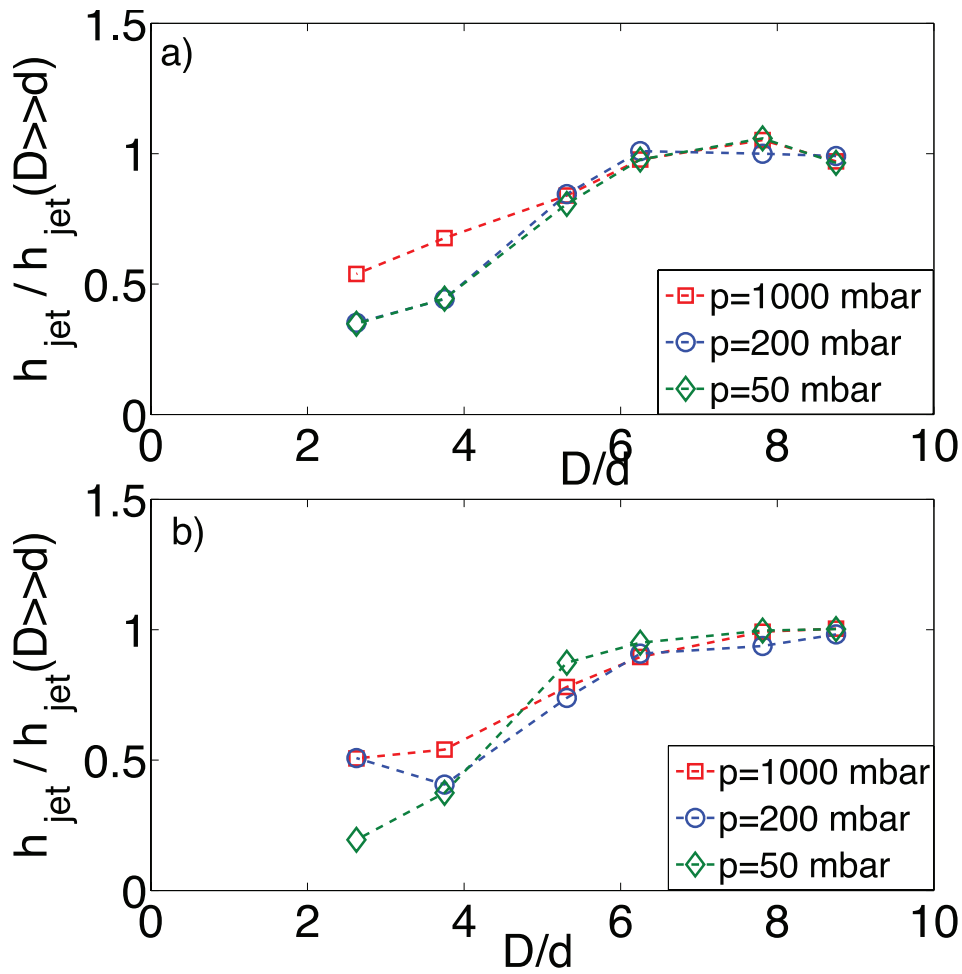 a)
h_jet / h_jet(D>>d)
1.5
1
0.5
0
0 2 4 6 8 10
D/d
p=1000 mbar
p=200 mbar
p=50 mbar
b)
h_jet / h_jet(D>>d)
1.5
1
0.5
0
0 2 4 6 8 10
D/d
p=1000 mbar
p=200 mbar
p=50 mbar